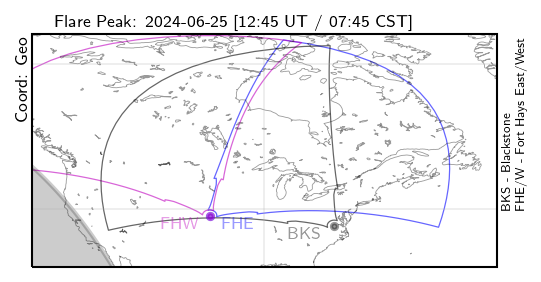 Flare Peak: 2024-06-25 [12:45 UT / 07:45 CST]
Coord: Geo
FHW
FHE
BKS
BKS - Blackstone
FHE/W - Fort Hays East/West